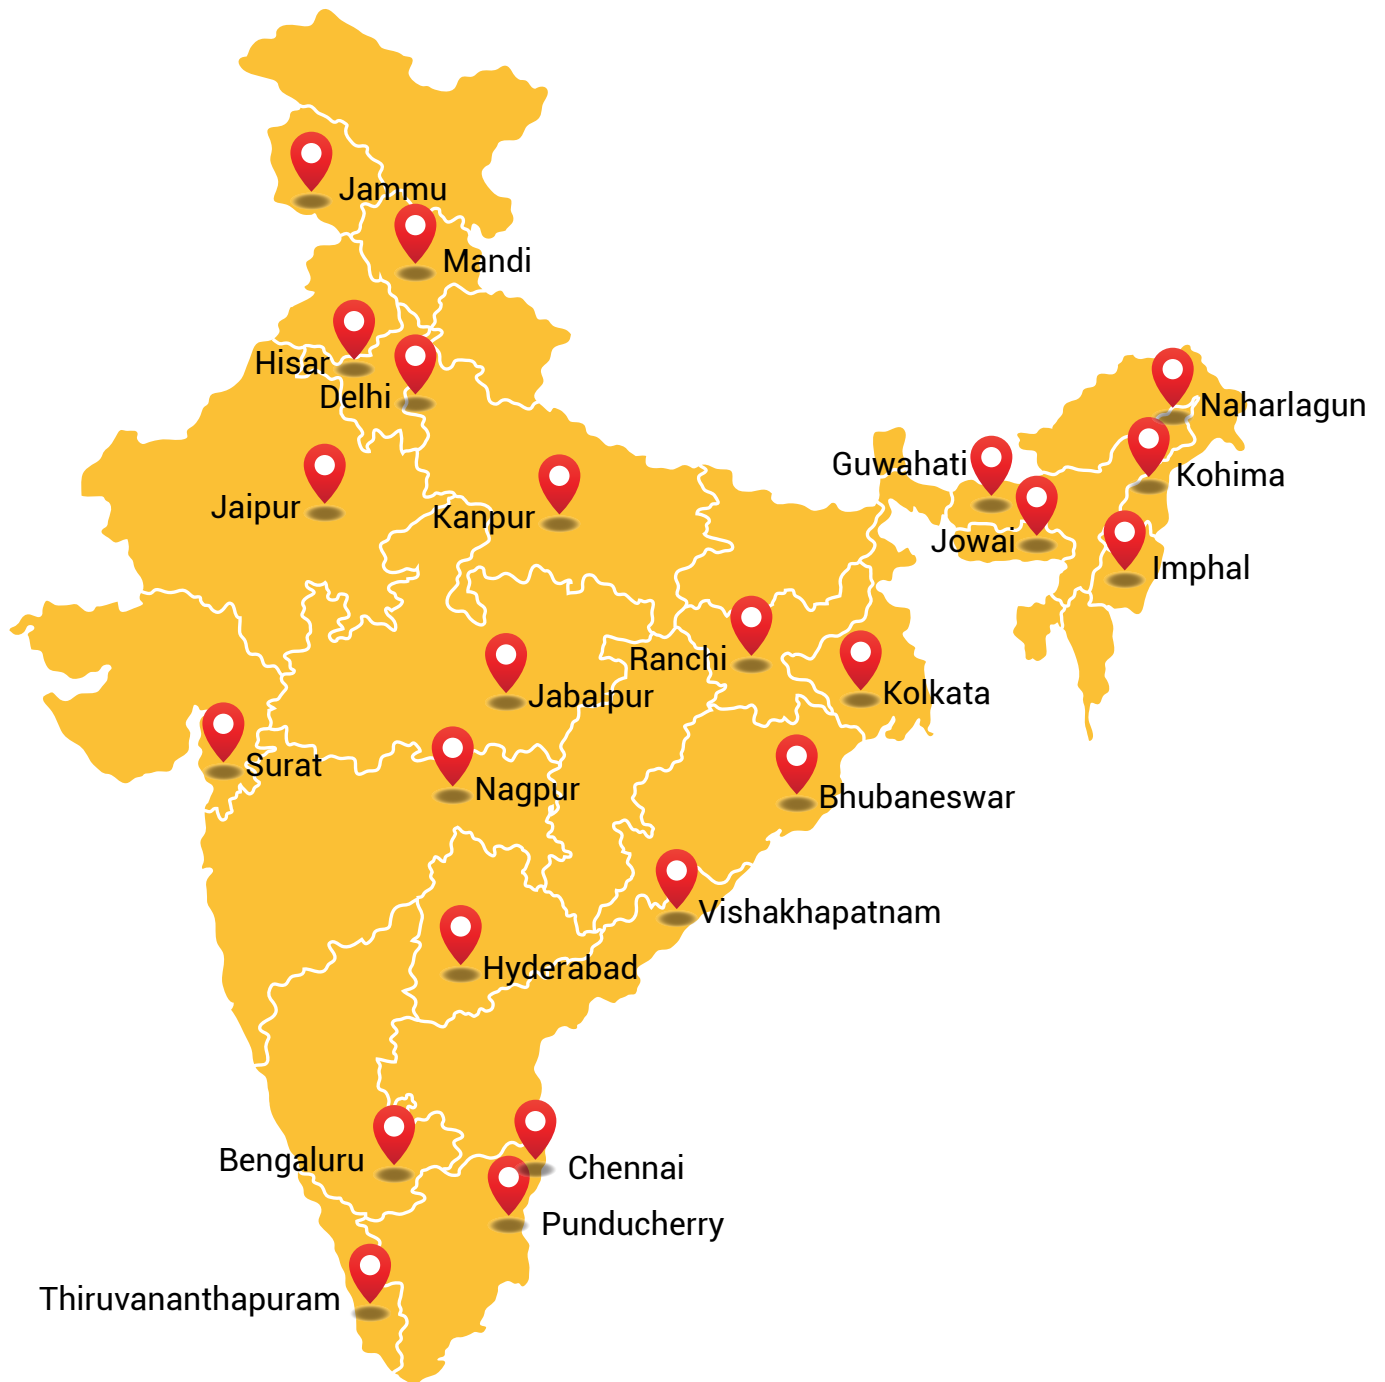 Jammu
Mandi
Hisar
Delhi
Naharlagun
Guwahati
Kohima
Jaipur
Kanpur
Jowai
Imphal
Ranchi
Jabalpur
Kolkata
Surat
Nagpur
Bhubaneswar
Vishakhapatnam
Hyderabad
Bengaluru
Chennai
Punducherry
Thiruvananthapuram